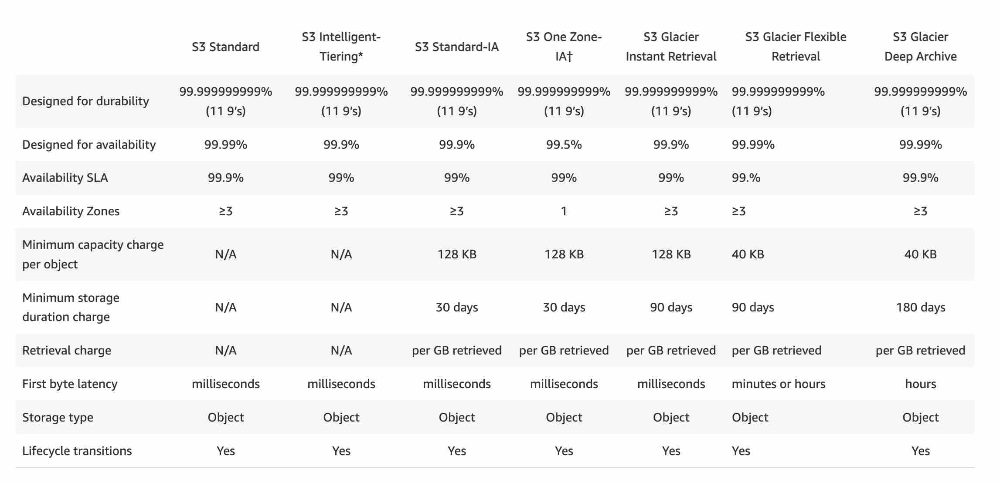 S3 Standard S3 Intelligent-Tiering* S3 Standard-IA S3 One Zone-IA† S3 Glacier Instant Retrieval S3 Glacier Flexible Retrieval S3 Glacier Deep Archive
Designed for durability 99.999999999% (11 9’s) 99.999999999% (11 9’s) 99.999999999% (11 9’s) 99.999999999% (11 9’s) 99.999999999% (11 9’s) 99.999999999% (11 9’s) 99.999999999% (11 9’s)
Designed for availability 99.99% 99.9% 99.9% 99.5% 99.9% 99.99% 99.99%
Availability SLA 99.9% 99% 99% 99% 99% 99.% 99.9%
Availability Zones ≥3 ≥3 ≥3 1 ≥3 ≥3 ≥3
Minimum capacity charge per object N/A N/A 128 KB 128 KB 128 KB 40 KB 40 KB
Minimum storage duration charge N/A N/A 30 days 30 days 90 days 90 days 180 days
Retrieval charge N/A N/A per GB retrieved per GB retrieved per GB retrieved per GB retrieved per GB retrieved
First byte latency milliseconds milliseconds milliseconds milliseconds milliseconds minutes or hours hours
Storage type Object Object Object Object Object Object Object
Lifecycle transitions Yes Yes Yes Yes Yes Yes Yes